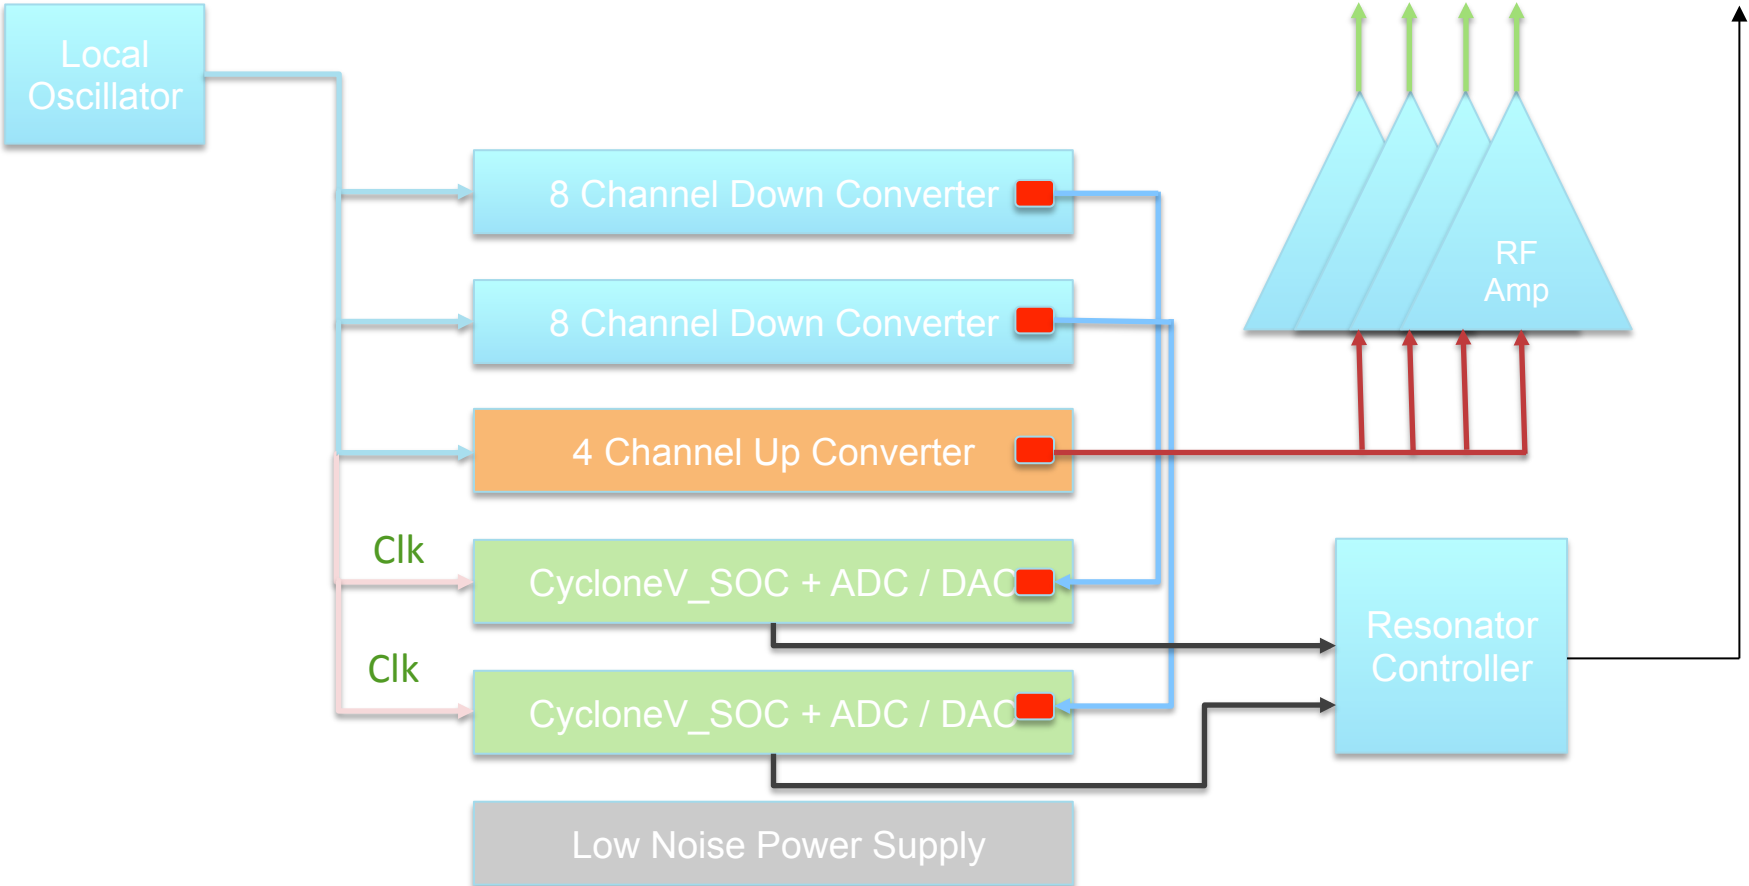 Local
Oscillator
8 Channel Down Converter
RF
Amp
8 Channel Down Converter
4 Channel Up Converter
Clk
CycloneV_SOC + ADC / DAC
Resonator
Controller
Clk
CycloneV_SOC + ADC / DAC
Low Noise Power Supply